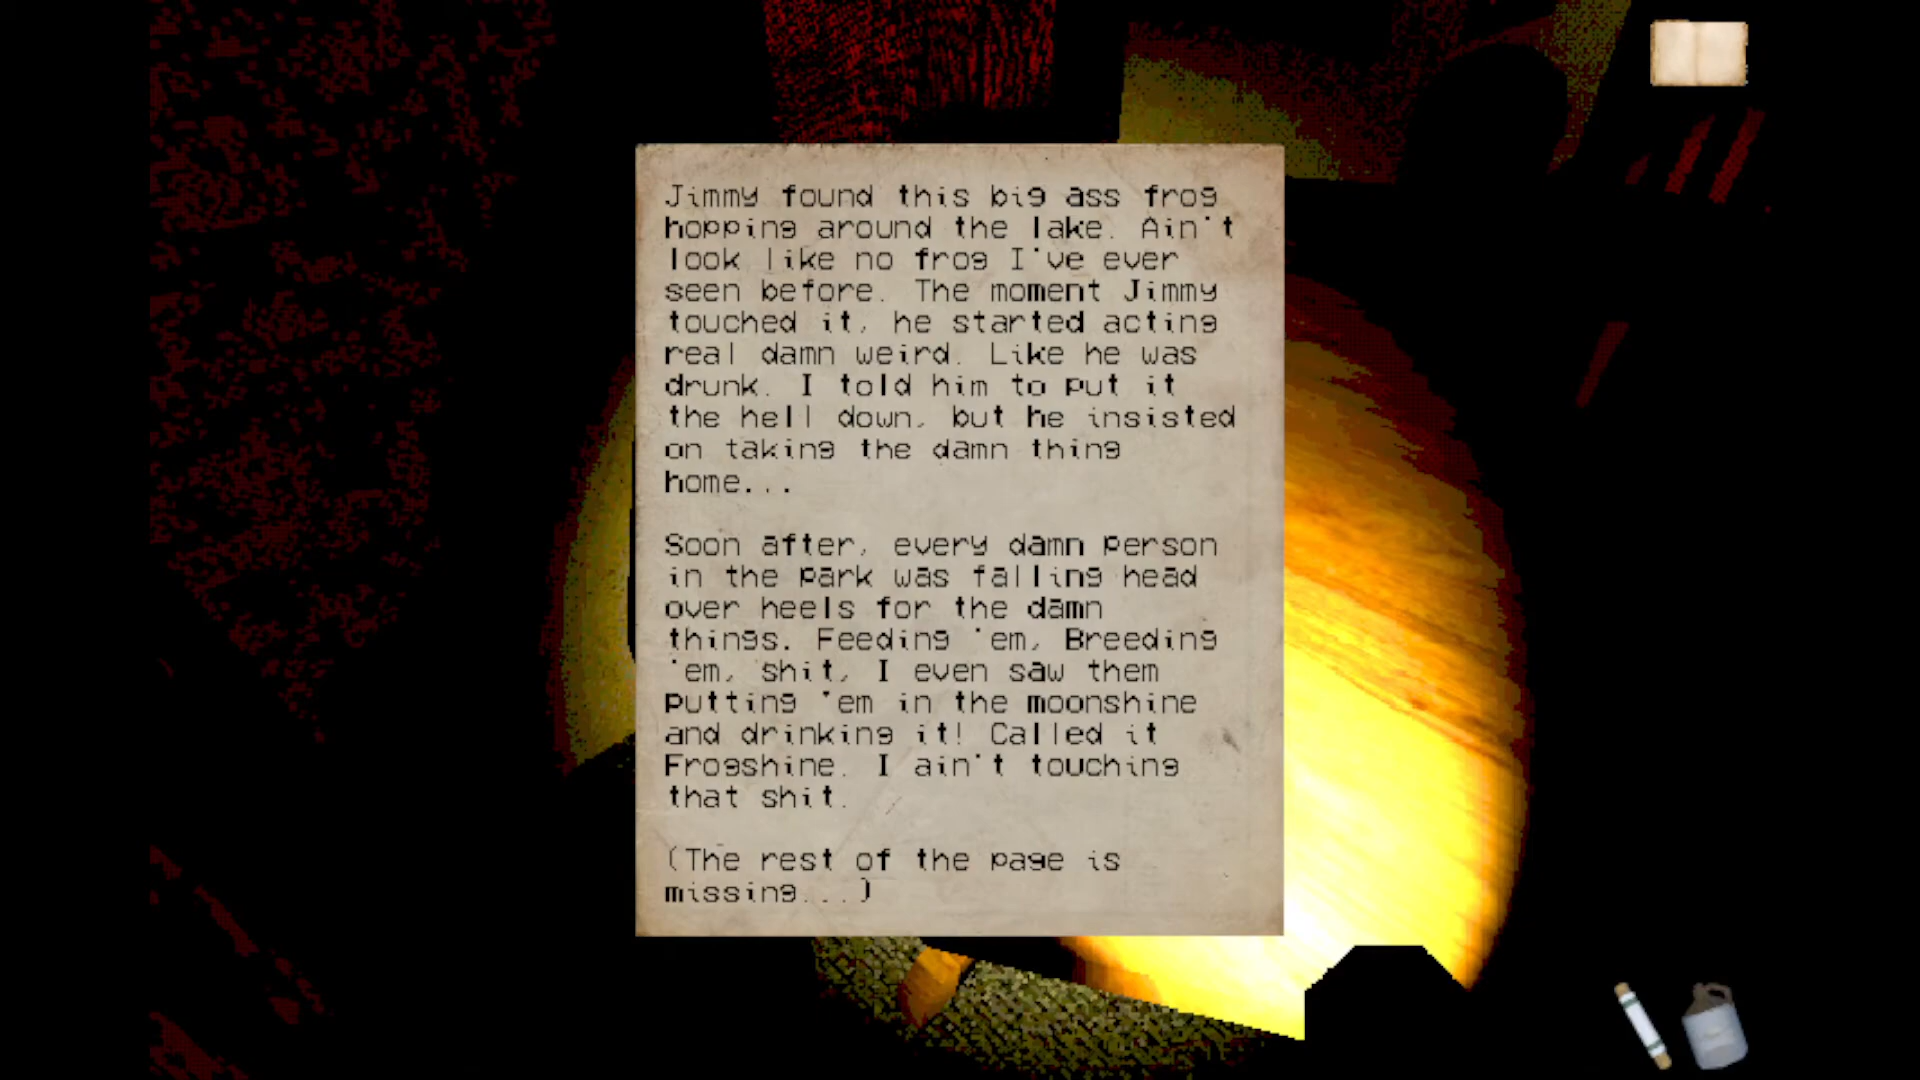 Jimmy found this big ass frog
hopping around the lake. Ain't
look like no frog I've ever
seen before. The moment Jimmy
touched it, he started acting
real damn weird. Like he was
drunk. I told him to put it
the hell down, but he insisted
on taking the damn thing
home...
Soon after, every damn person
in the park was falling head
over heels for the damn
things. Feeding 'em, Breeding
'em, shit, I even saw them
putting 'em in the moonshine
and drinking it! Called it
Frogshine. I ain't touching
that shit.
(The rest of the page is
missing...)